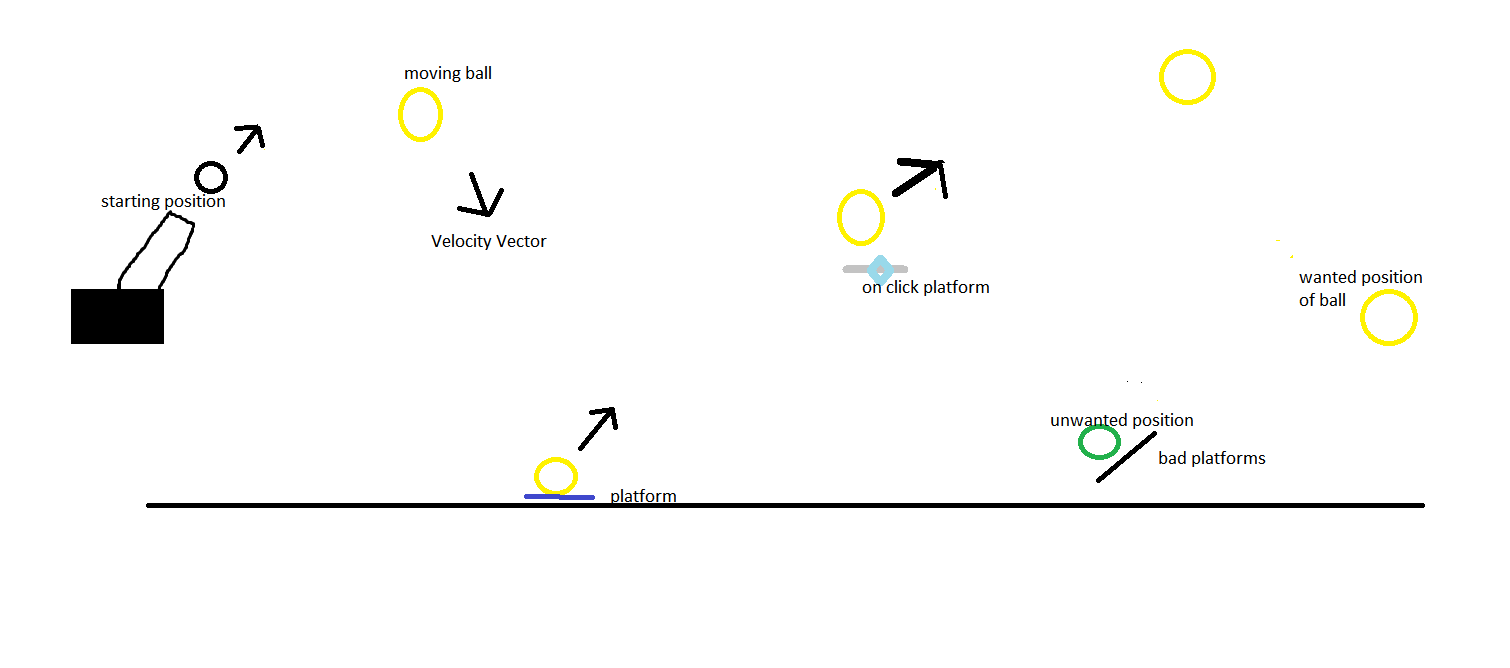 moving ball
starting position
Velocity Vector
on click platform
wanted position
of ball
unwanted position
bad platforms
platform